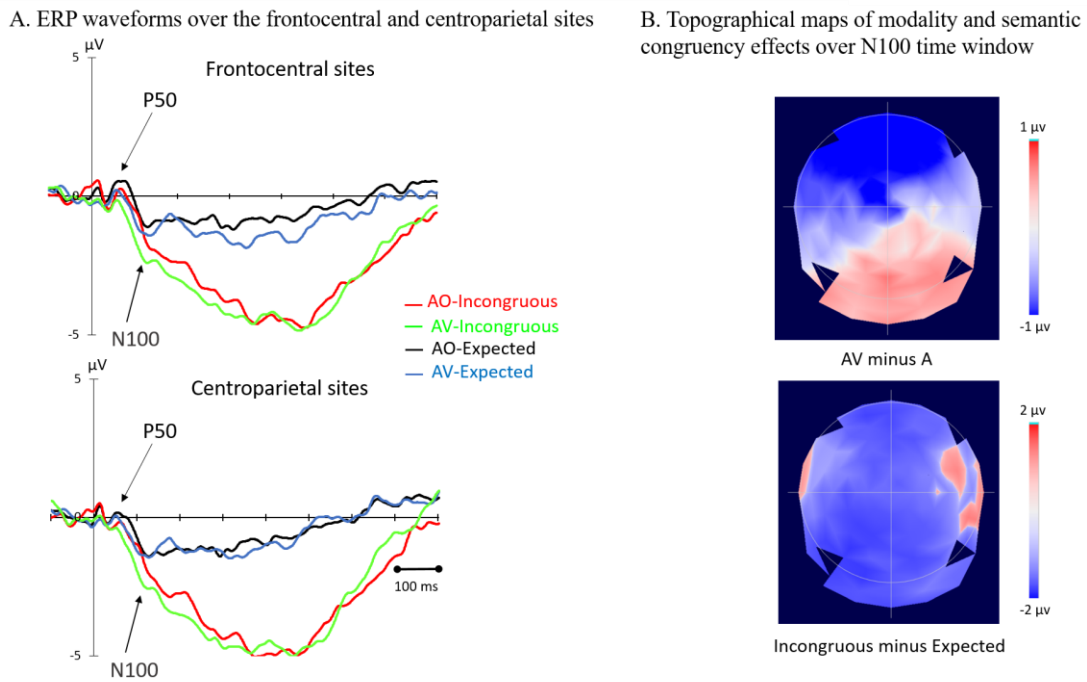 A. ERP waveforms over the frontocentral and centroparietal sites
μV
5
Frontocentral sites
P50
0
-5
N100
AO-Incongruous
AV-Incongruous
AO-Expected
AV-Expected
μV
5
Centroparietal sites
P50
0
100 ms
-5
N100
B. Topographical maps of modality and semantic
congruency effects over N100 time window
1 μv
-1 μv
AV minus A
2 μv
-2 μv
Incongruous minus Expected